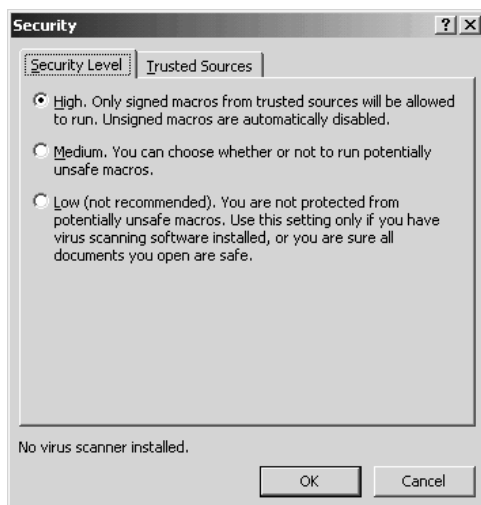 Security
? ×
Security Level
Trusted Sources
High. Only signed macros from trusted sources will be allowed
to run. Unsigned macros are automatically disabled.
Medium. You can choose whether or not to run potentially
unsafe macros.
Low (not recommended). You are not protected from
potentially unsafe macros. Use this setting only if you have
virus scanning software installed, or you are sure all
documents you open are safe.
No virus scanner installed.
OK
Cancel